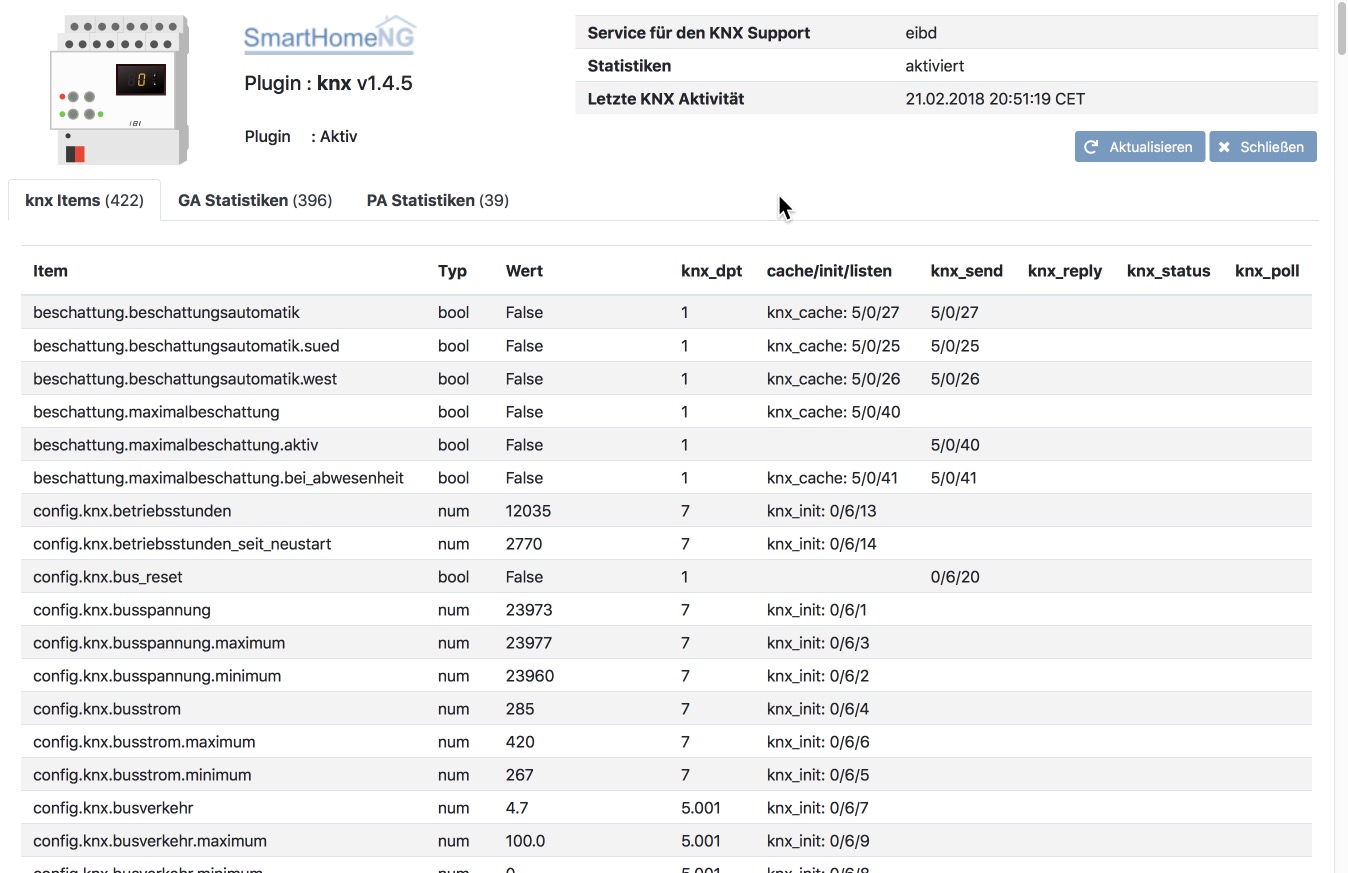 SmartHomeNG
Plugin : knx v1.4.5
Plugin : Aktiv
Service für den KNX Support eibd
Statistiken aktiviert
Letzte KNX Aktivität 21.02.2018 20:51:19 CET
Aktualisieren Schließen
knx Items (422) GA Statistiken (396) PA Statistiken (39)
Item Typ Wert knx_dpt cache/init/listen knx_send knx_reply knx_status knx_poll
beschattung.beschattungsautomatik bool False 1 knx_cache: 5/0/27 5/0/27
beschattung.beschattungsautomatik.sued bool False 1 knx_cache: 5/0/25 5/0/25
beschattung.beschattungsautomatik.west bool False 1 knx_cache: 5/0/26 5/0/26
beschattung.maximalbeschattung bool False 1 knx_cache: 5/0/40
beschattung.maximalbeschattung.aktiv bool False 1 5/0/40
beschattung.maximalbeschattung.bei_abwesenheit bool False 1 knx_cache: 5/0/41 5/0/41
config.knx.betriebsstunden num 12035 7 knx_init: 0/6/13
config.knx.betriebsstunden_seit_neustart num 2770 7 knx_init: 0/6/14
config.knx.bus_reset bool False 1 0/6/20
config.knx.busspannung num 23973 7 knx_init: 0/6/1
config.knx.busspannung.maximum num 23977 7 knx_init: 0/6/3
config.knx.busspannung.minimum num 23960 7 knx_init: 0/6/2
config.knx.busstrom num 285 7 knx_init: 0/6/4
config.knx.busstrom.maximum num 420 7 knx_init: 0/6/6
config.knx.busstrom.minimum num 267 7 knx_init: 0/6/5
config.knx.busverkehr num 4.7 5.001 knx_init: 0/6/7
config.knx.busverkehr.maximum num 100.0 5.001 knx_init: 0/6/9
config.knx.busverkehr.minimum num 0 5.001 knx_init: 0/6/8